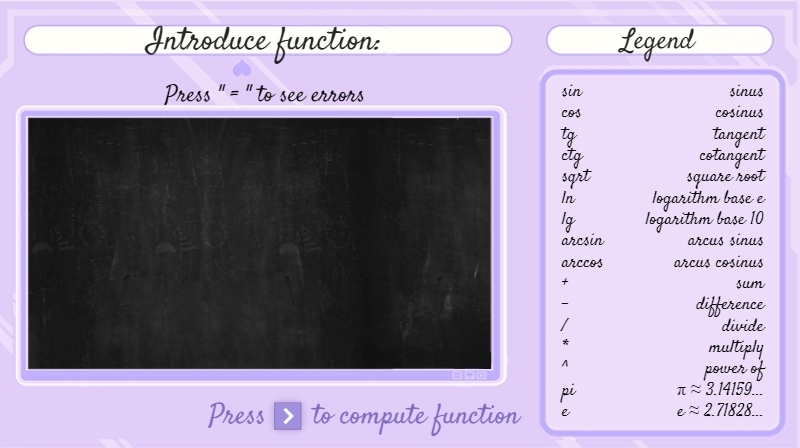 Introduce function:
Press " = " to see errors
Press > to compute function
Legend
sin sinus
cos cosinus
tg tangent
ctg cotangent
sqrt square root
ln logarithm base e
lg logarithm base 10
arcsin arcus sinus
arccos arcus cosinus
+ sum
- difference
/ divide
* multiply
^ power of
pi π ≈ 3.14159...
e e ≈ 2.71828...